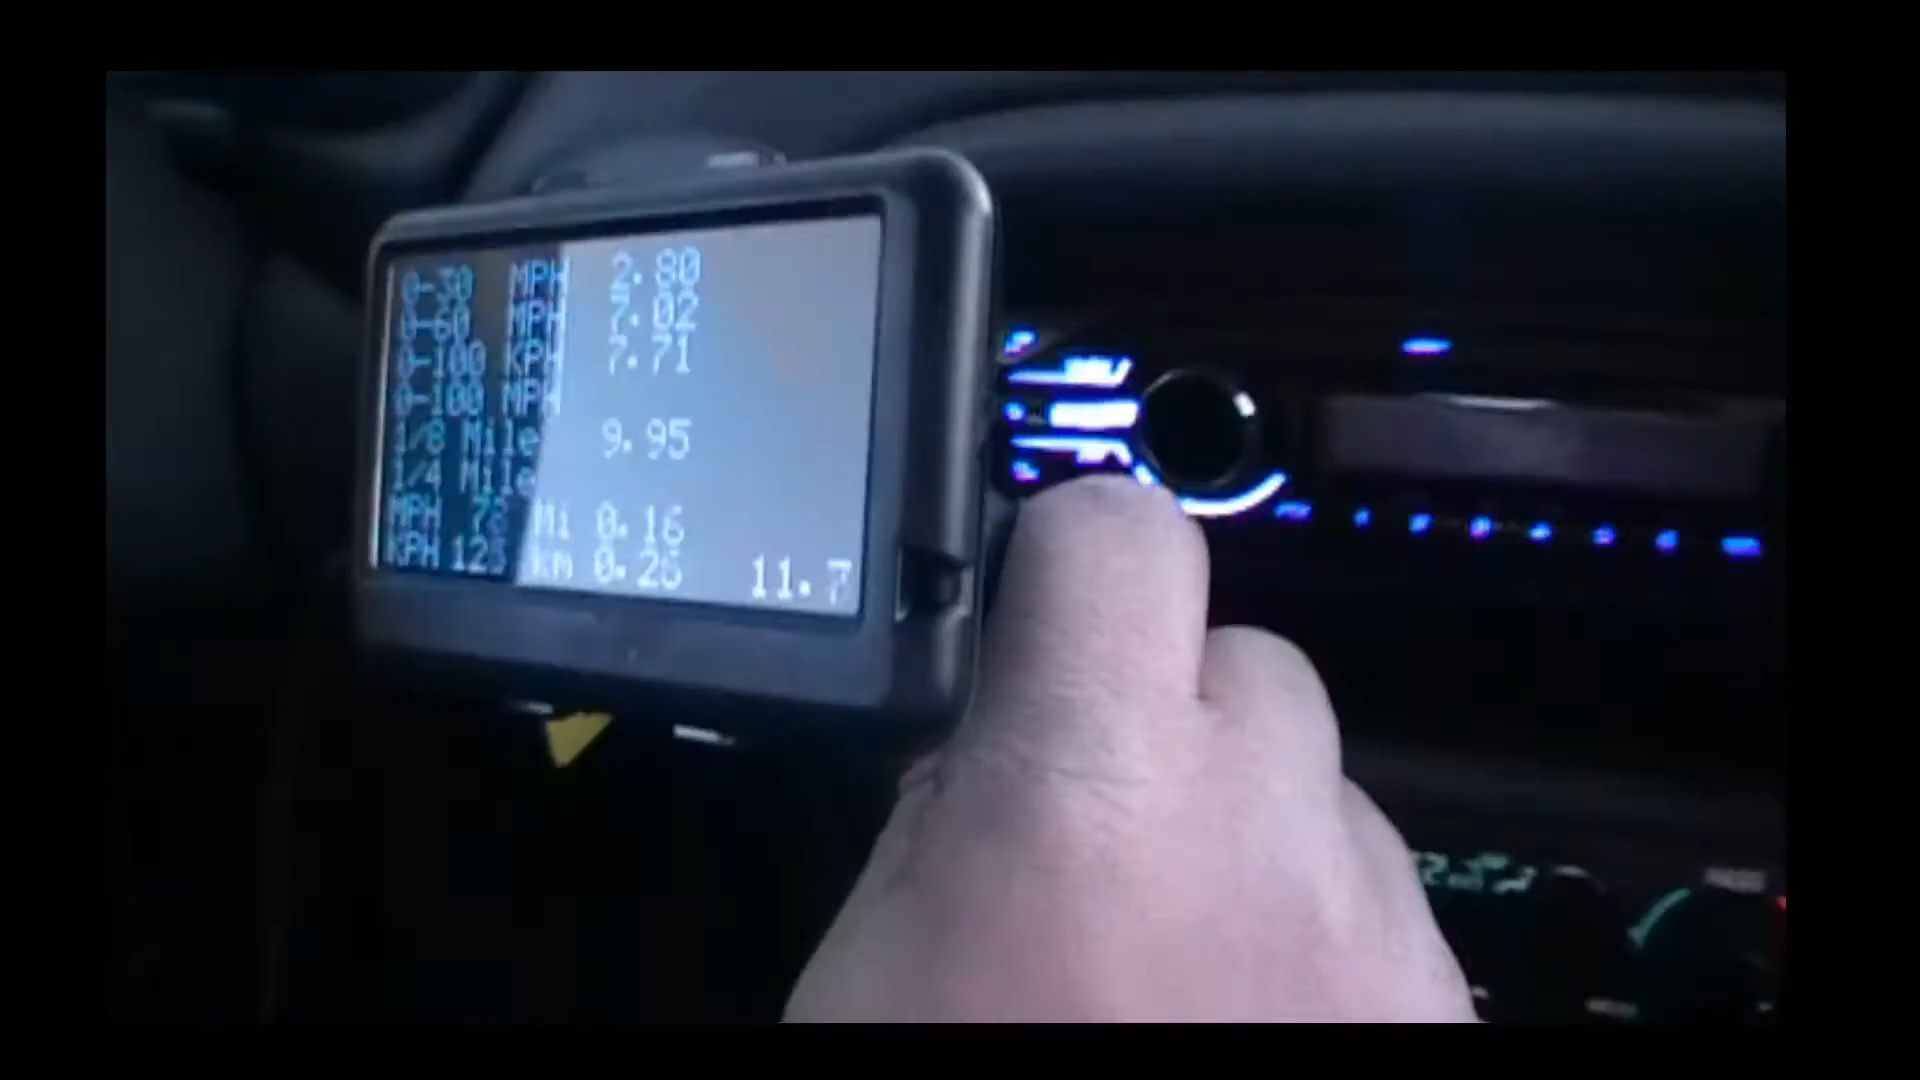 0-30 MPH 2.80
0-60 MPH 7.02
0-100 KPH 7.71
0-100 MPH
1/8 Mile 9.95
1/4 Mile
MPH 78 Mi 0.16
KPH 125 km 0.26 11.7